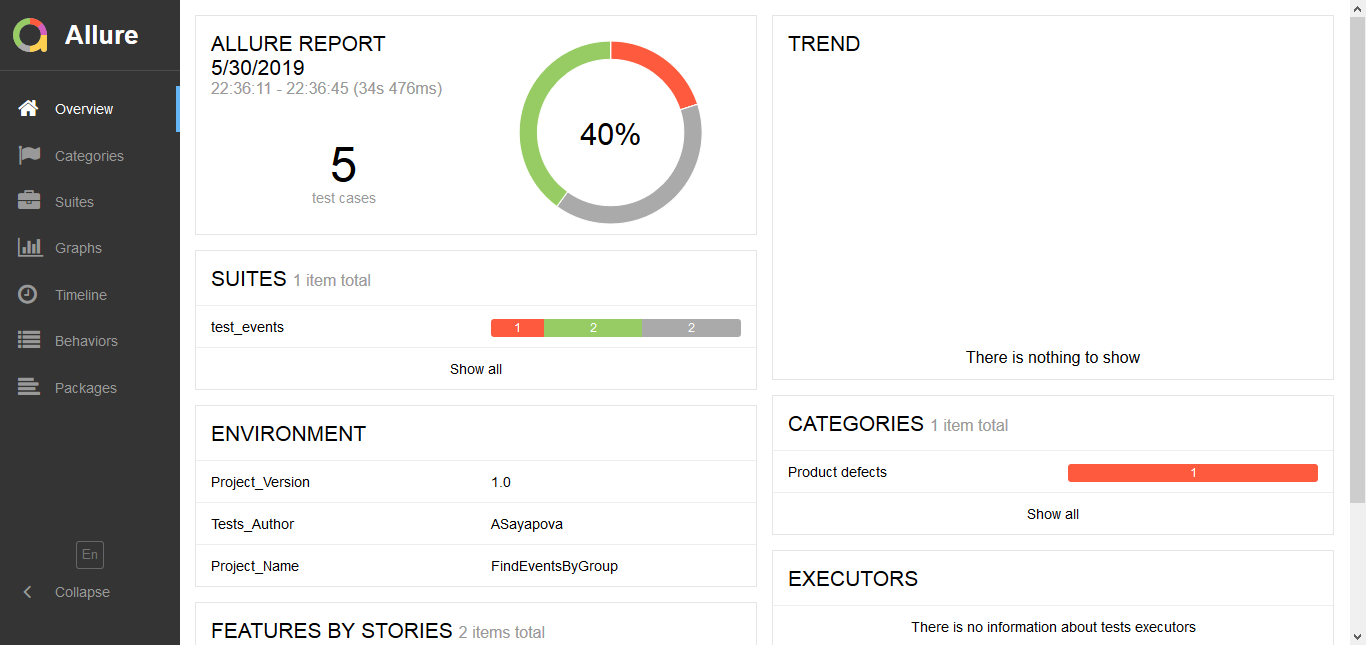 Allure
Overview
Categories
Suites
Graphs
Timeline
Behaviors
Packages
En
Collapse
ALLURE REPORT
5/30/2019
22:36:11 - 22:36:45 (34s 476ms)
5
test cases
40%
SUITES 1 item total
test_events 1 2 2
Show all
ENVIRONMENT
Project_Version 1.0
Tests_Author ASayapova
Project_Name FindEventsByGroup
FEATURES BY STORIES 2 items total
TREND
There is nothing to show
CATEGORIES 1 item total
Product defects 1
Show all
EXECUTORS
There is no information about tests executors